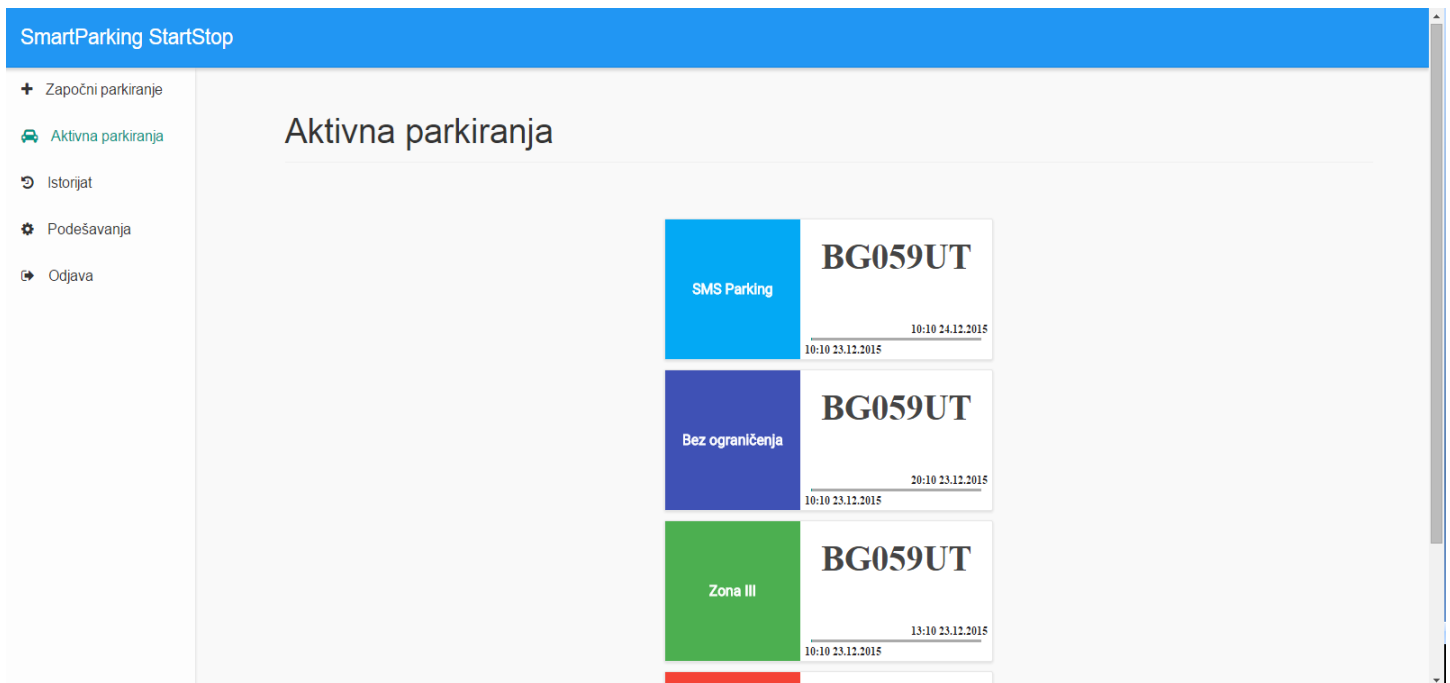 SmartParking StartStop
Započni parkiranje
Aktivna parkiranja
Istorijat
Podešavanja
Odjava
Aktivna parkiranja
SMS Parking
BG059UT
10:10 24.12.2015
10:10 23.12.2015
Bez ograničenja
BG059UT
20:10 23.12.2015
10:10 23.12.2015
Zona III
BG059UT
13:10 23.12.2015
10:10 23.12.2015